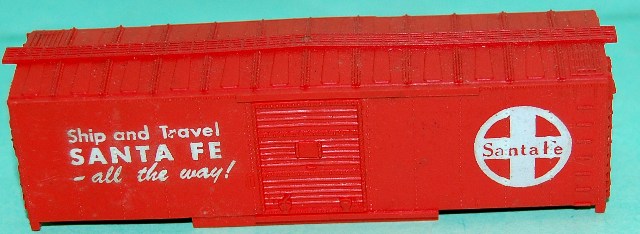 Ship and Travel
SANTA FE
- all the way!
Santa Fe